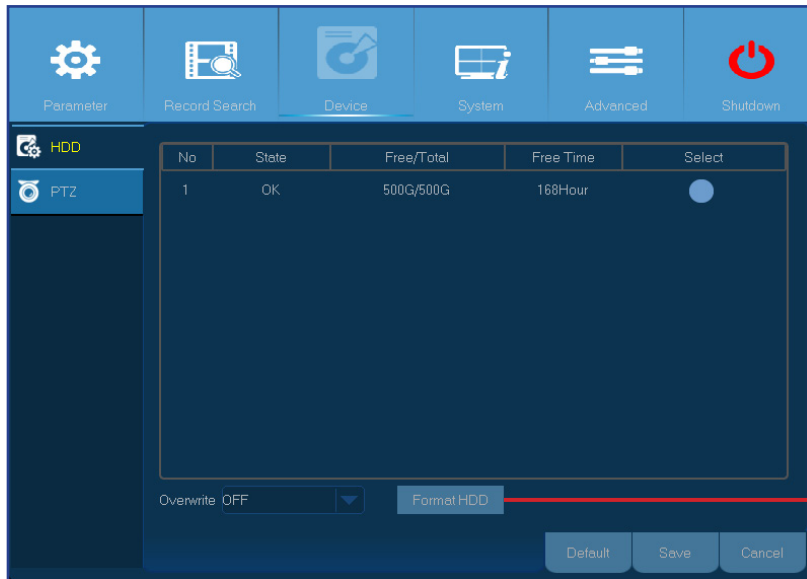 Parameter Record Search Device System Advanced Shutdown
HDD
PTZ
No State Free/Total Free Time Select
1 OK 500G/500G 168Hour
Overwrite OFF Format HDD
Default Save Cancel